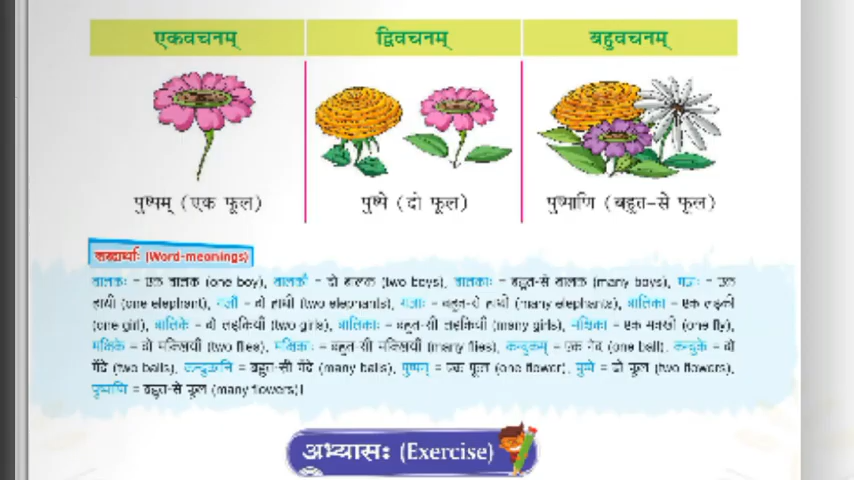 एकवचनम् द्विवचनम् बहुवचनम्
पुष्पम् (एक फूल) पुष्पे (दो फूल) पुष्पाणि (बहुत-से फूल)
शब्दार्थाः (Word-meanings)
बालकः = एक बालक (one boy), बालकौ = दो बालक (two boys), बालकाः = बहुत-से बालक (many boys), गजः = एक
हाथी (one elephant), गजौ = दो हाथी (two elephants), गजाः = बहुत-से हाथी (many elephants), बालिका = एक लड़की
(one girl), बालिके = दो लड़कियाँ (two girls), बालिकाः = बहुत-सी लड़कियाँ (many girls), मक्षिका = एक मक्खी (one fly),
मक्षिके = दो मक्खियाँ (two flies), मक्षिकाः = बहुत-सी मक्खियाँ (many flies), कन्दुकम् = एक गेंद (one ball), कन्दुके = दो
गेंदें (two balls), कन्दुकानि = बहुत-सी गेंदें (many balls), पुष्पम् = एक फूल (one flower), पुष्पे = दो फूल (two flowers),
पुष्पाणि = बहुत-से फूल (many flowers)।
अभ्यासः (Exercise)